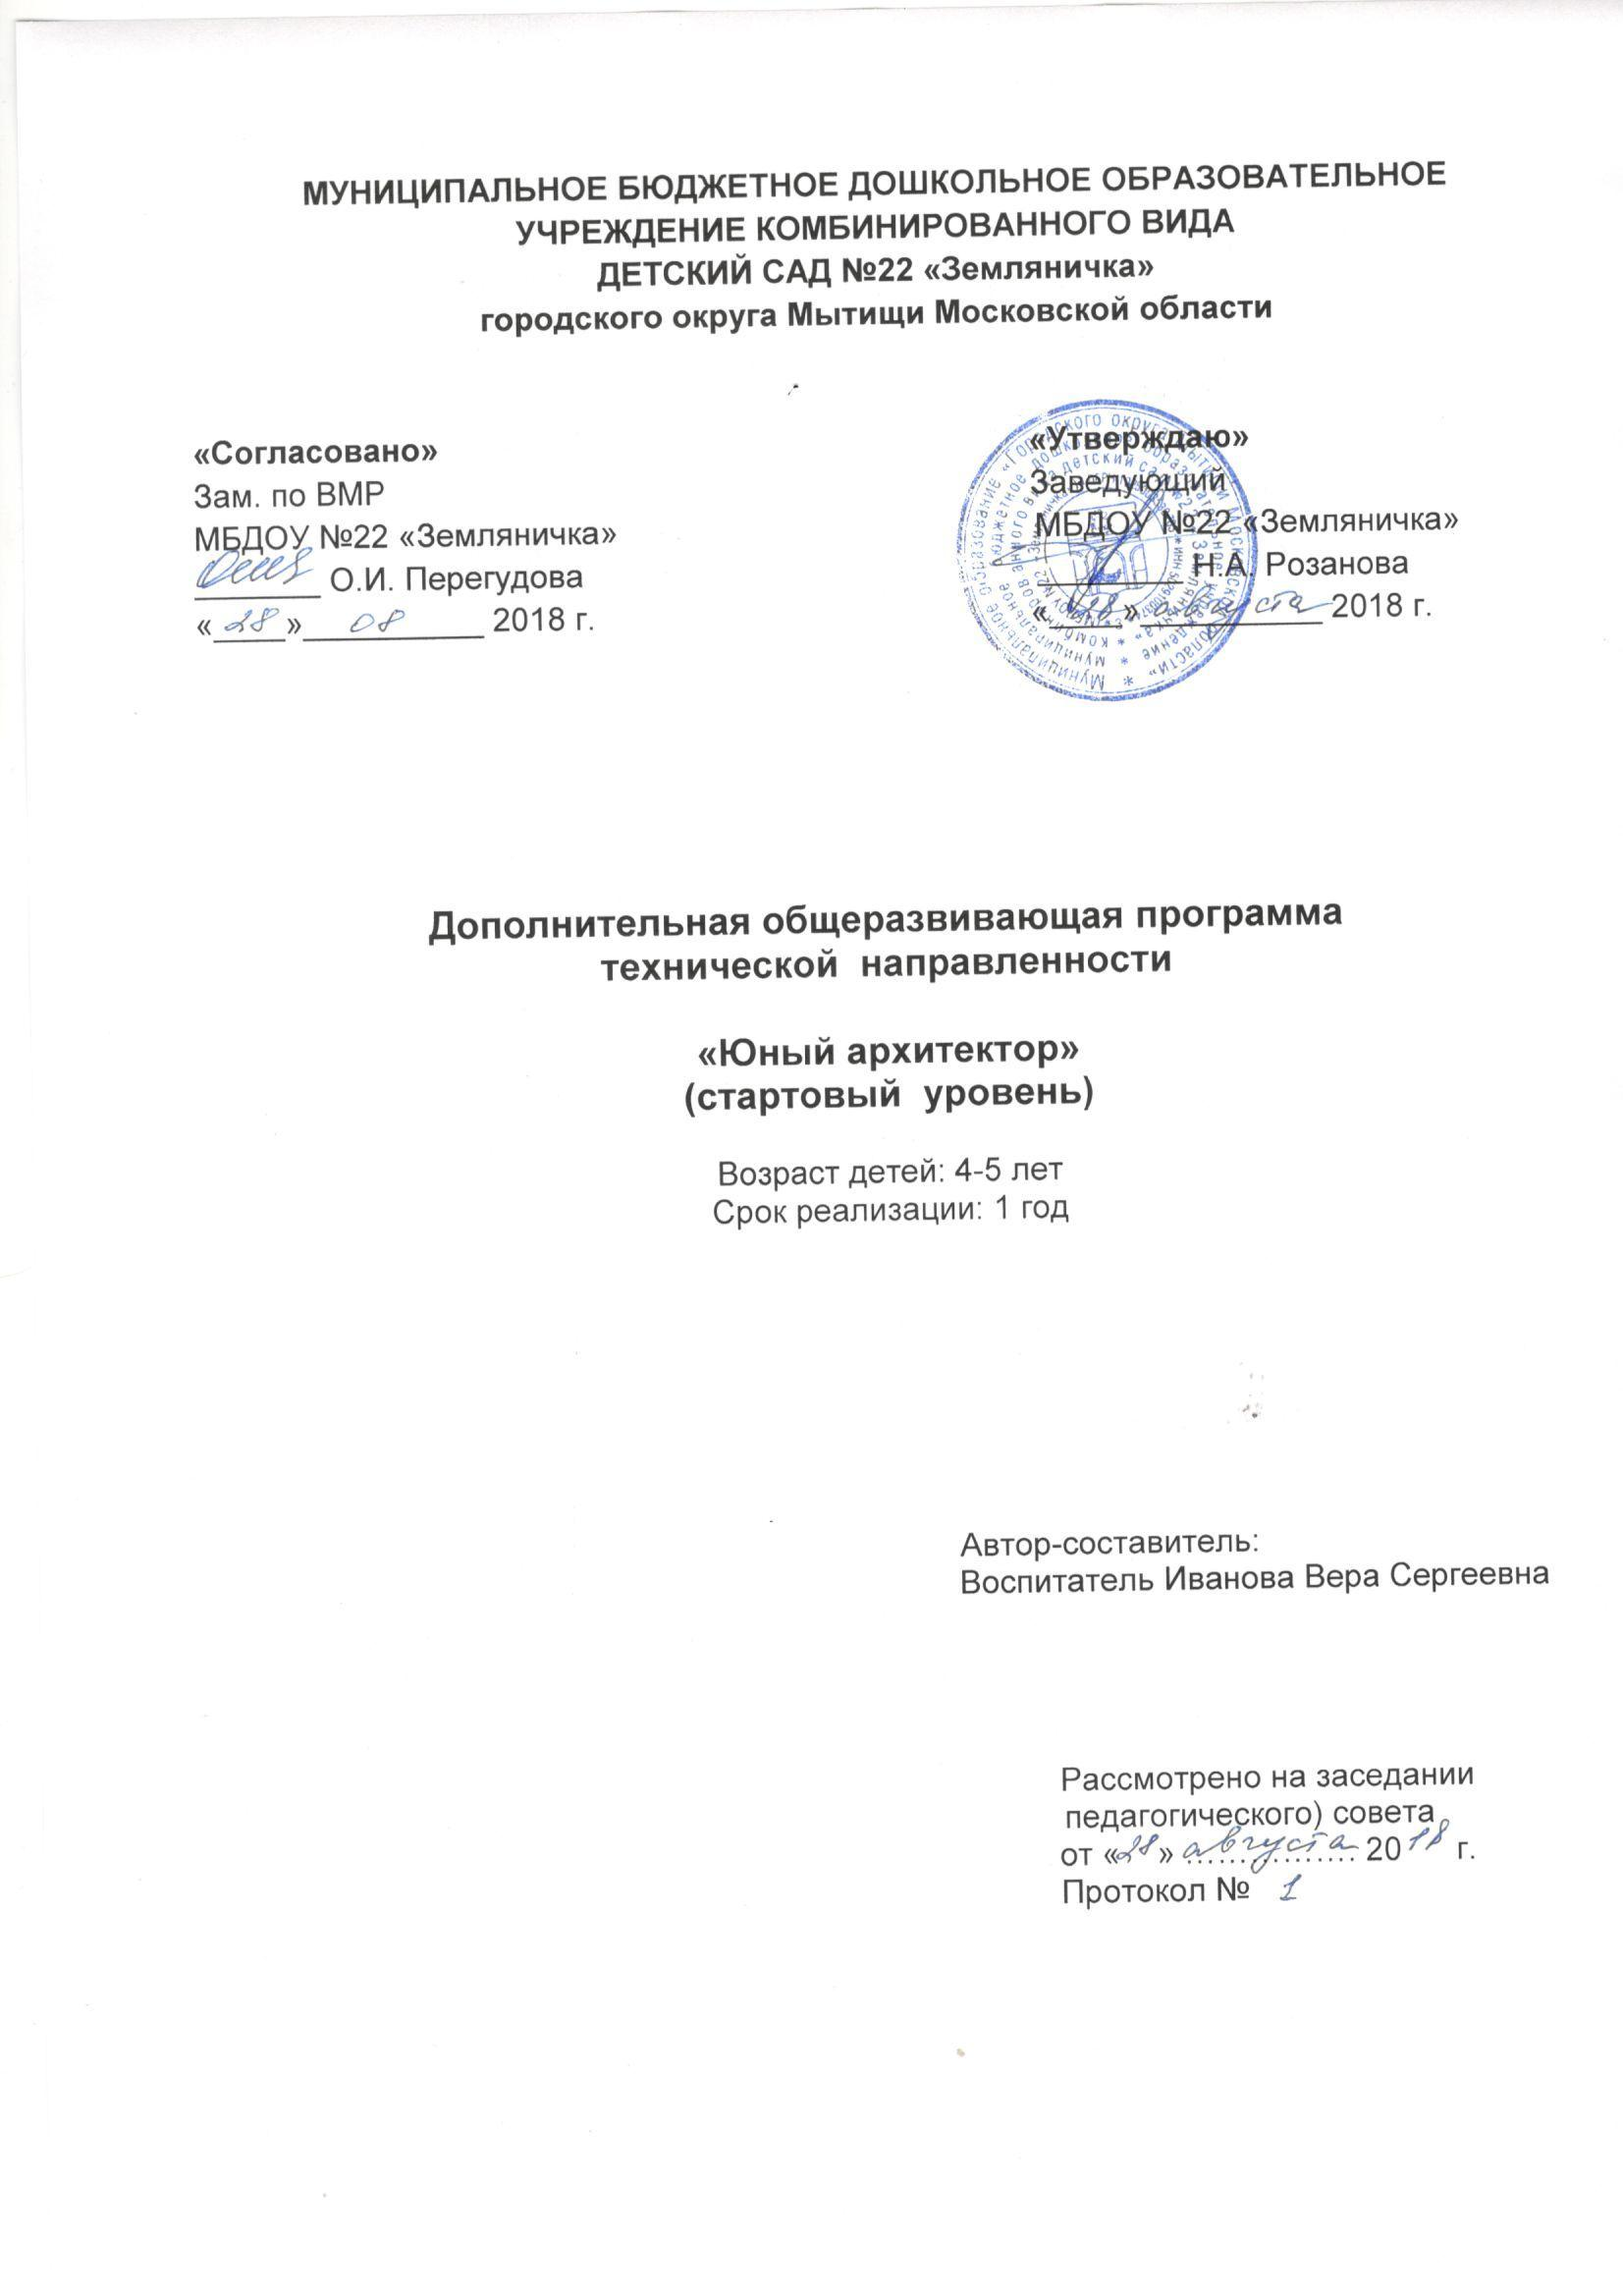 МУНИЦИПАЛЬНОЕ БЮДЖЕТНОЕ ДОШКОЛЬНОЕ ОБРАЗОВАТЕЛЬНОЕ
УЧРЕЖДЕНИЕ КОМБИНИРОВАННОГО ВИДА
ДЕТСКИЙ САД №22 «Земляничка»
городского округа Мытищи Московской области
«Согласовано»
Зам. по ВМР
МБДОУ №22 «Земляничка»
О.И. Перегудова
«28» 08 2018 г.
«Утверждаю»
Заведующий
МБДОУ №22 «Земляничка»
Н.А. Розанова
«28» августа 2018 г.
Дополнительная общеразвивающая программа
технической направленности
«Юный архитектор»
(стартовый уровень)
Возраст детей: 4-5 лет
Срок реализации: 1 год
Автор-составитель:
Воспитатель Иванова Вера Сергеевна
Рассмотрено на заседании
педагогического) совета
от «28» августа 2018 г.
Протокол № 1